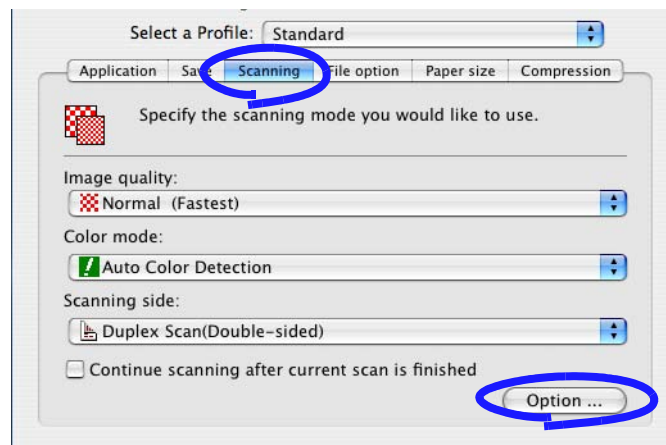 Select a Profile: Standard
Application Save Scanning File option Paper size Compression
Specify the scanning mode you would like to use.
Image quality:
Normal (Fastest)
Color mode:
Auto Color Detection
Scanning side:
Duplex Scan(Double-sided)
Continue scanning after current scan is finished
Option ...